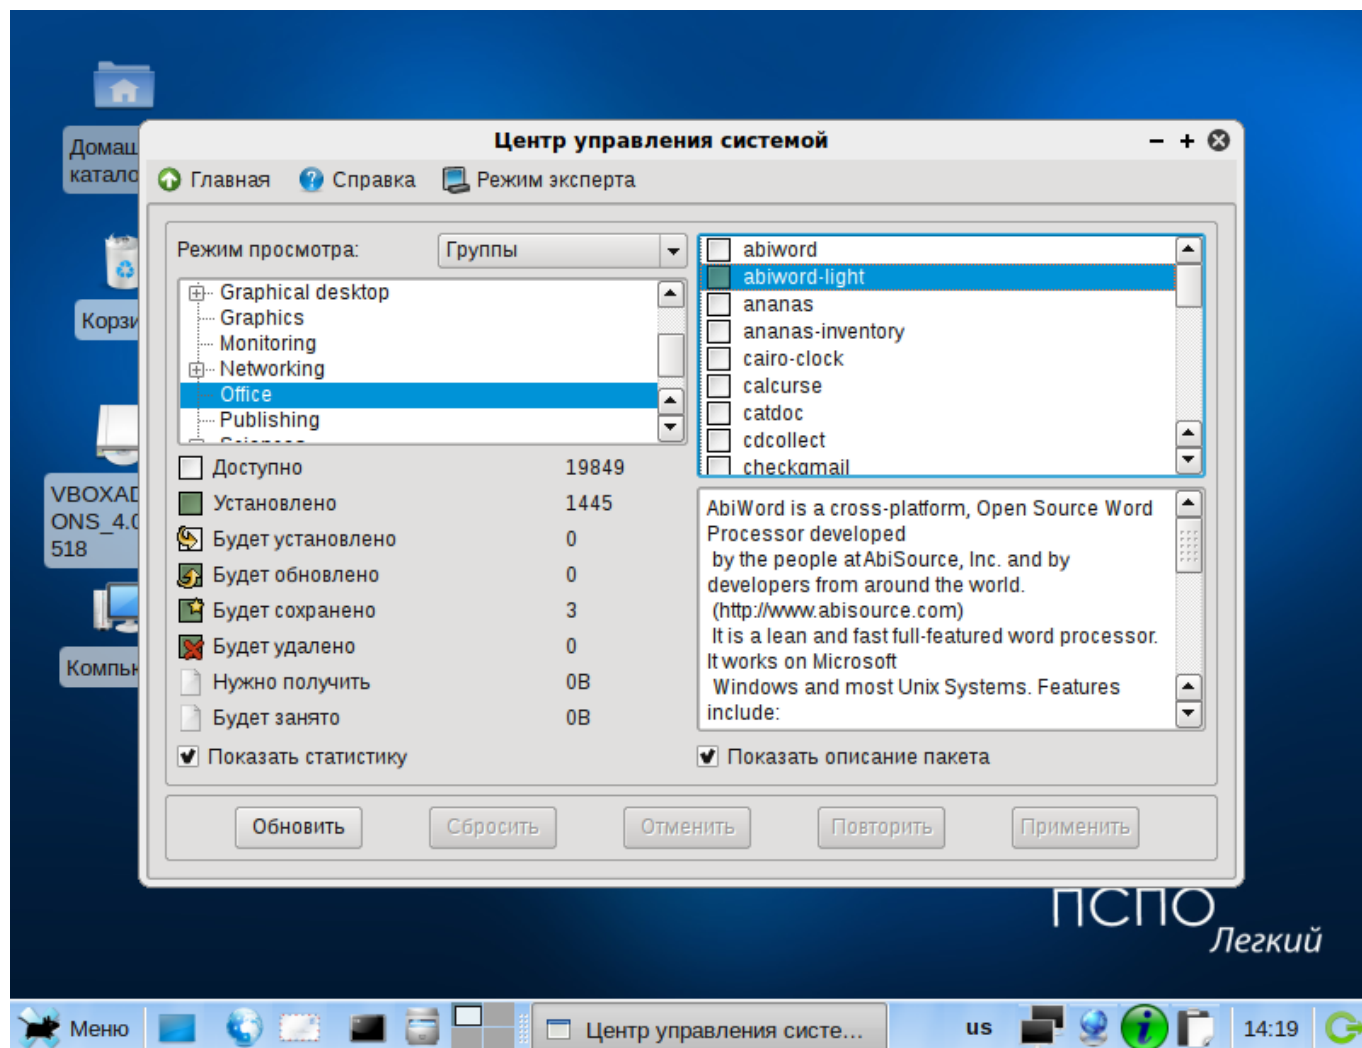 Центр управления системой
Главная
Справка
Режим эксперта
Режим просмотра:
Группы
Graphical desktop
Graphics
Monitoring
Networking
Office
Publishing
abiword
abiword-light
ananas
ananas-inventory
cairo-clock
calcurse
catdoc
cdcollect
checkgmail
Доступно 19849
Установлено 1445
Будет установлено 0
Будет обновлено 0
Будет сохранено 3
Будет удалено 0
Нужно получить 0B
Будет занято 0B
AbiWord is a cross-platform, Open Source Word
Processor developed
by the people at AbiSource, Inc. and by
developers from around the world.
(http://www.abisource.com)
It is a lean and fast full-featured word processor.
It works on Microsoft
Windows and most Unix Systems. Features
include:
Показать статистику
Показать описание пакета
Обновить
Сбросить
Отменить
Повторить
Применить
Домаш
катало
Корзи
VBOXAD
ONS_4.0
518
Компьк
ПСПО
Легкий
Меню
Центр управления систе...
us
14:19